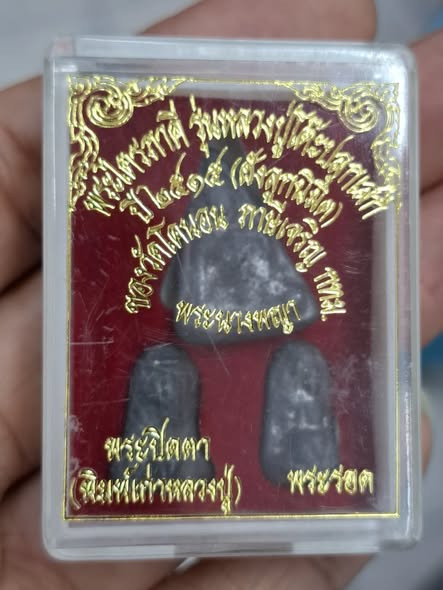 พระไตรภาคี รุ่นหลวงปู่โต๊ะปลุกเสก
ปี ๒๕๑๕ (สังฆาฏินิสิต)
ของวัดโคนอน ภาษีเจริญ กทม.
พระนางพญา
พระปิดตา
(พิมพ์เก่าหลวงปู่)
พระรอด